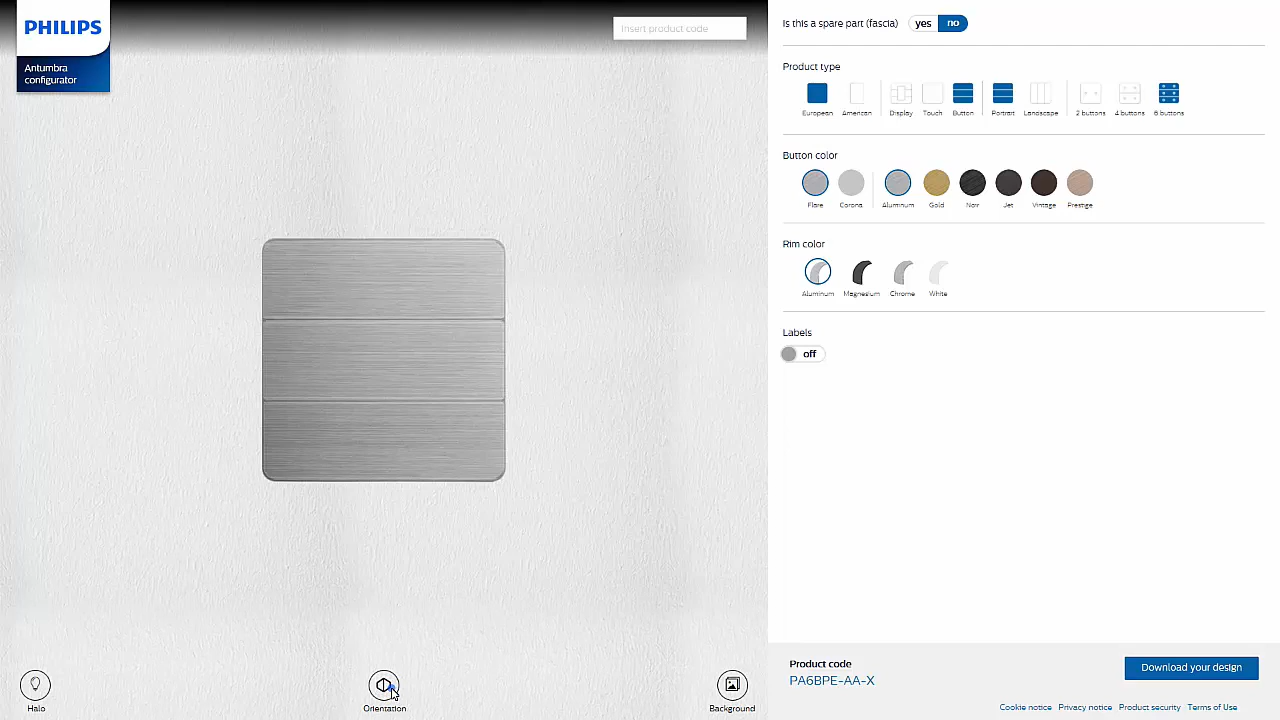 PHILIPS
Antumbra
configurator
Insert product code
Halo
Orientation
Background
Is this a spare part (fascia) yes no
Product type
European American Display Touch Button Portrait Landscape 2 buttons 4 buttons 6 buttons
Button color
Flare Corona Aluminum Gold Noir Jet Vintage Prestige
Rim color
Aluminum Magnesium Chrome White
Labels
off
Product code
PA6BPE-AA-X
Download your design
Cookie notice Privacy notice Product security Terms of Use